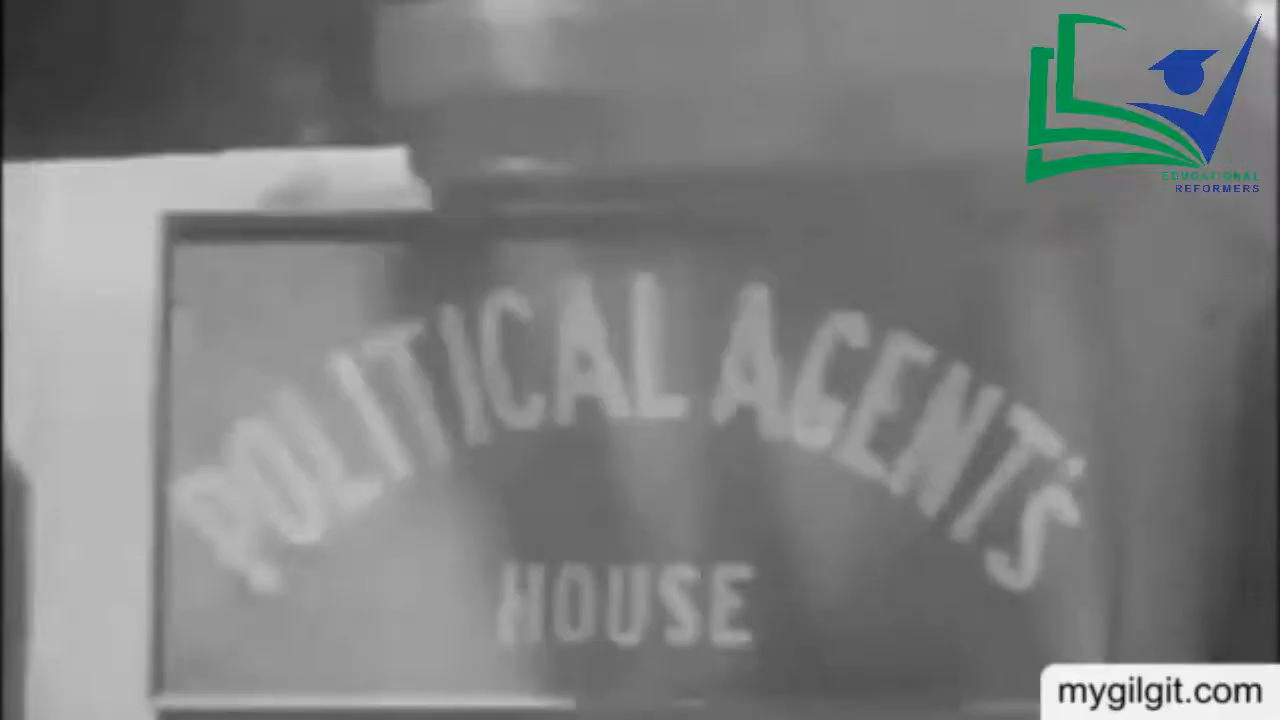 EDUCATIONAL
REFORMERS
POLITICAL AGENT'S
HOUSE
mygilgit.com